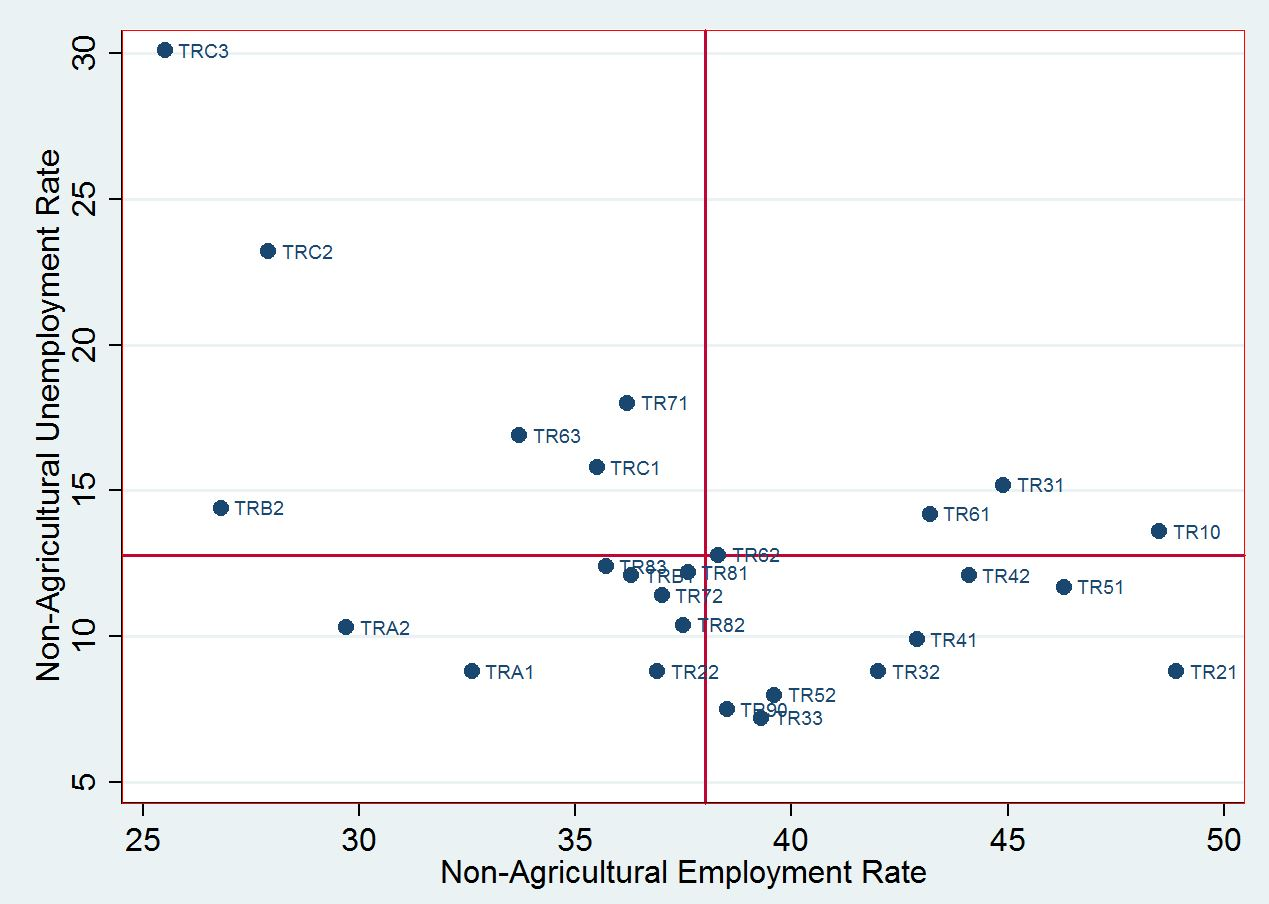 30
25
20
15
10
5
Non-Agricultural Unemployment Rate
TRC3
TRC2
TR71
TR63
TRC1
TRB2
TR31
TR61
TR10
TR62
TR83
TRB1
TR81
TR42
TR51
TR72
TR82
TRA2
TR41
TRA1
TR22
TR32
TR21
TR52
TR90
TR33
25 30 35 40 45 50
Non-Agricultural Employment Rate